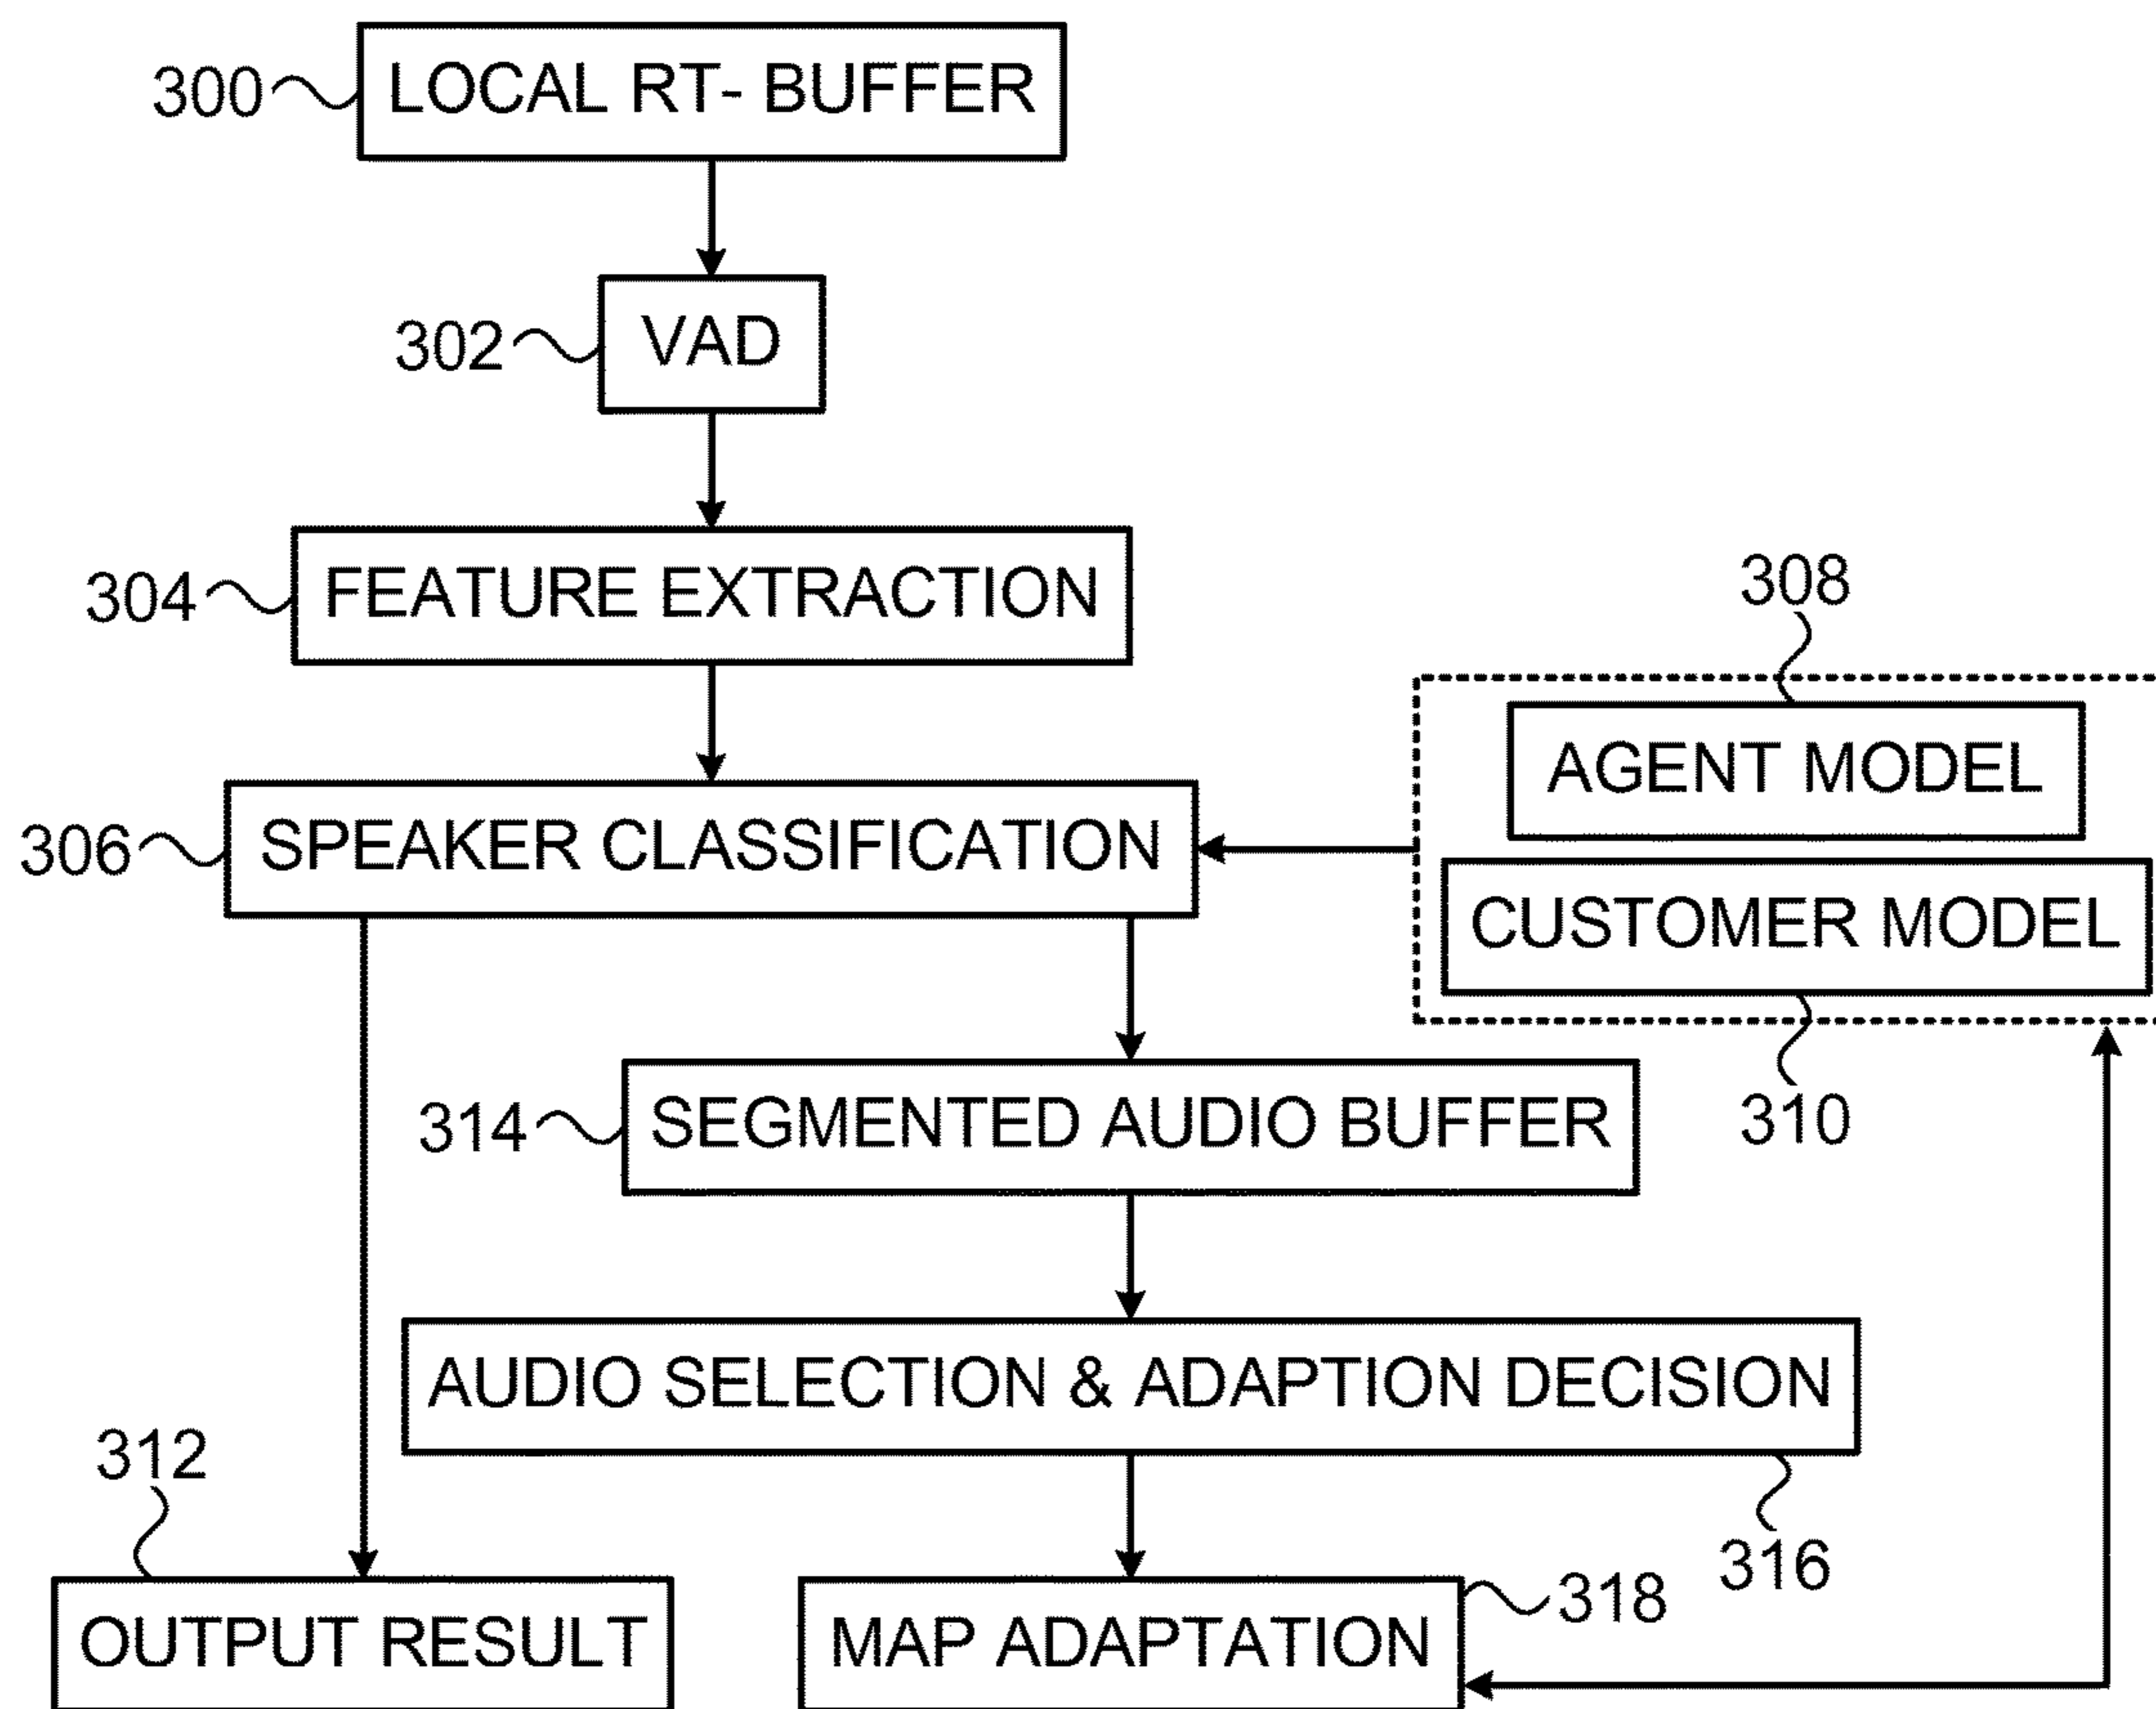 300
LOCAL RT- BUFFER
302
VAD
304
FEATURE EXTRACTION
308
AGENT MODEL
306
SPEAKER CLASSIFICATION
CUSTOMER MODEL
310
314
SEGMENTED AUDIO BUFFER
AUDIO SELECTION & ADAPTION DECISION
316
312
OUTPUT RESULT
MAP ADAPTATION
318